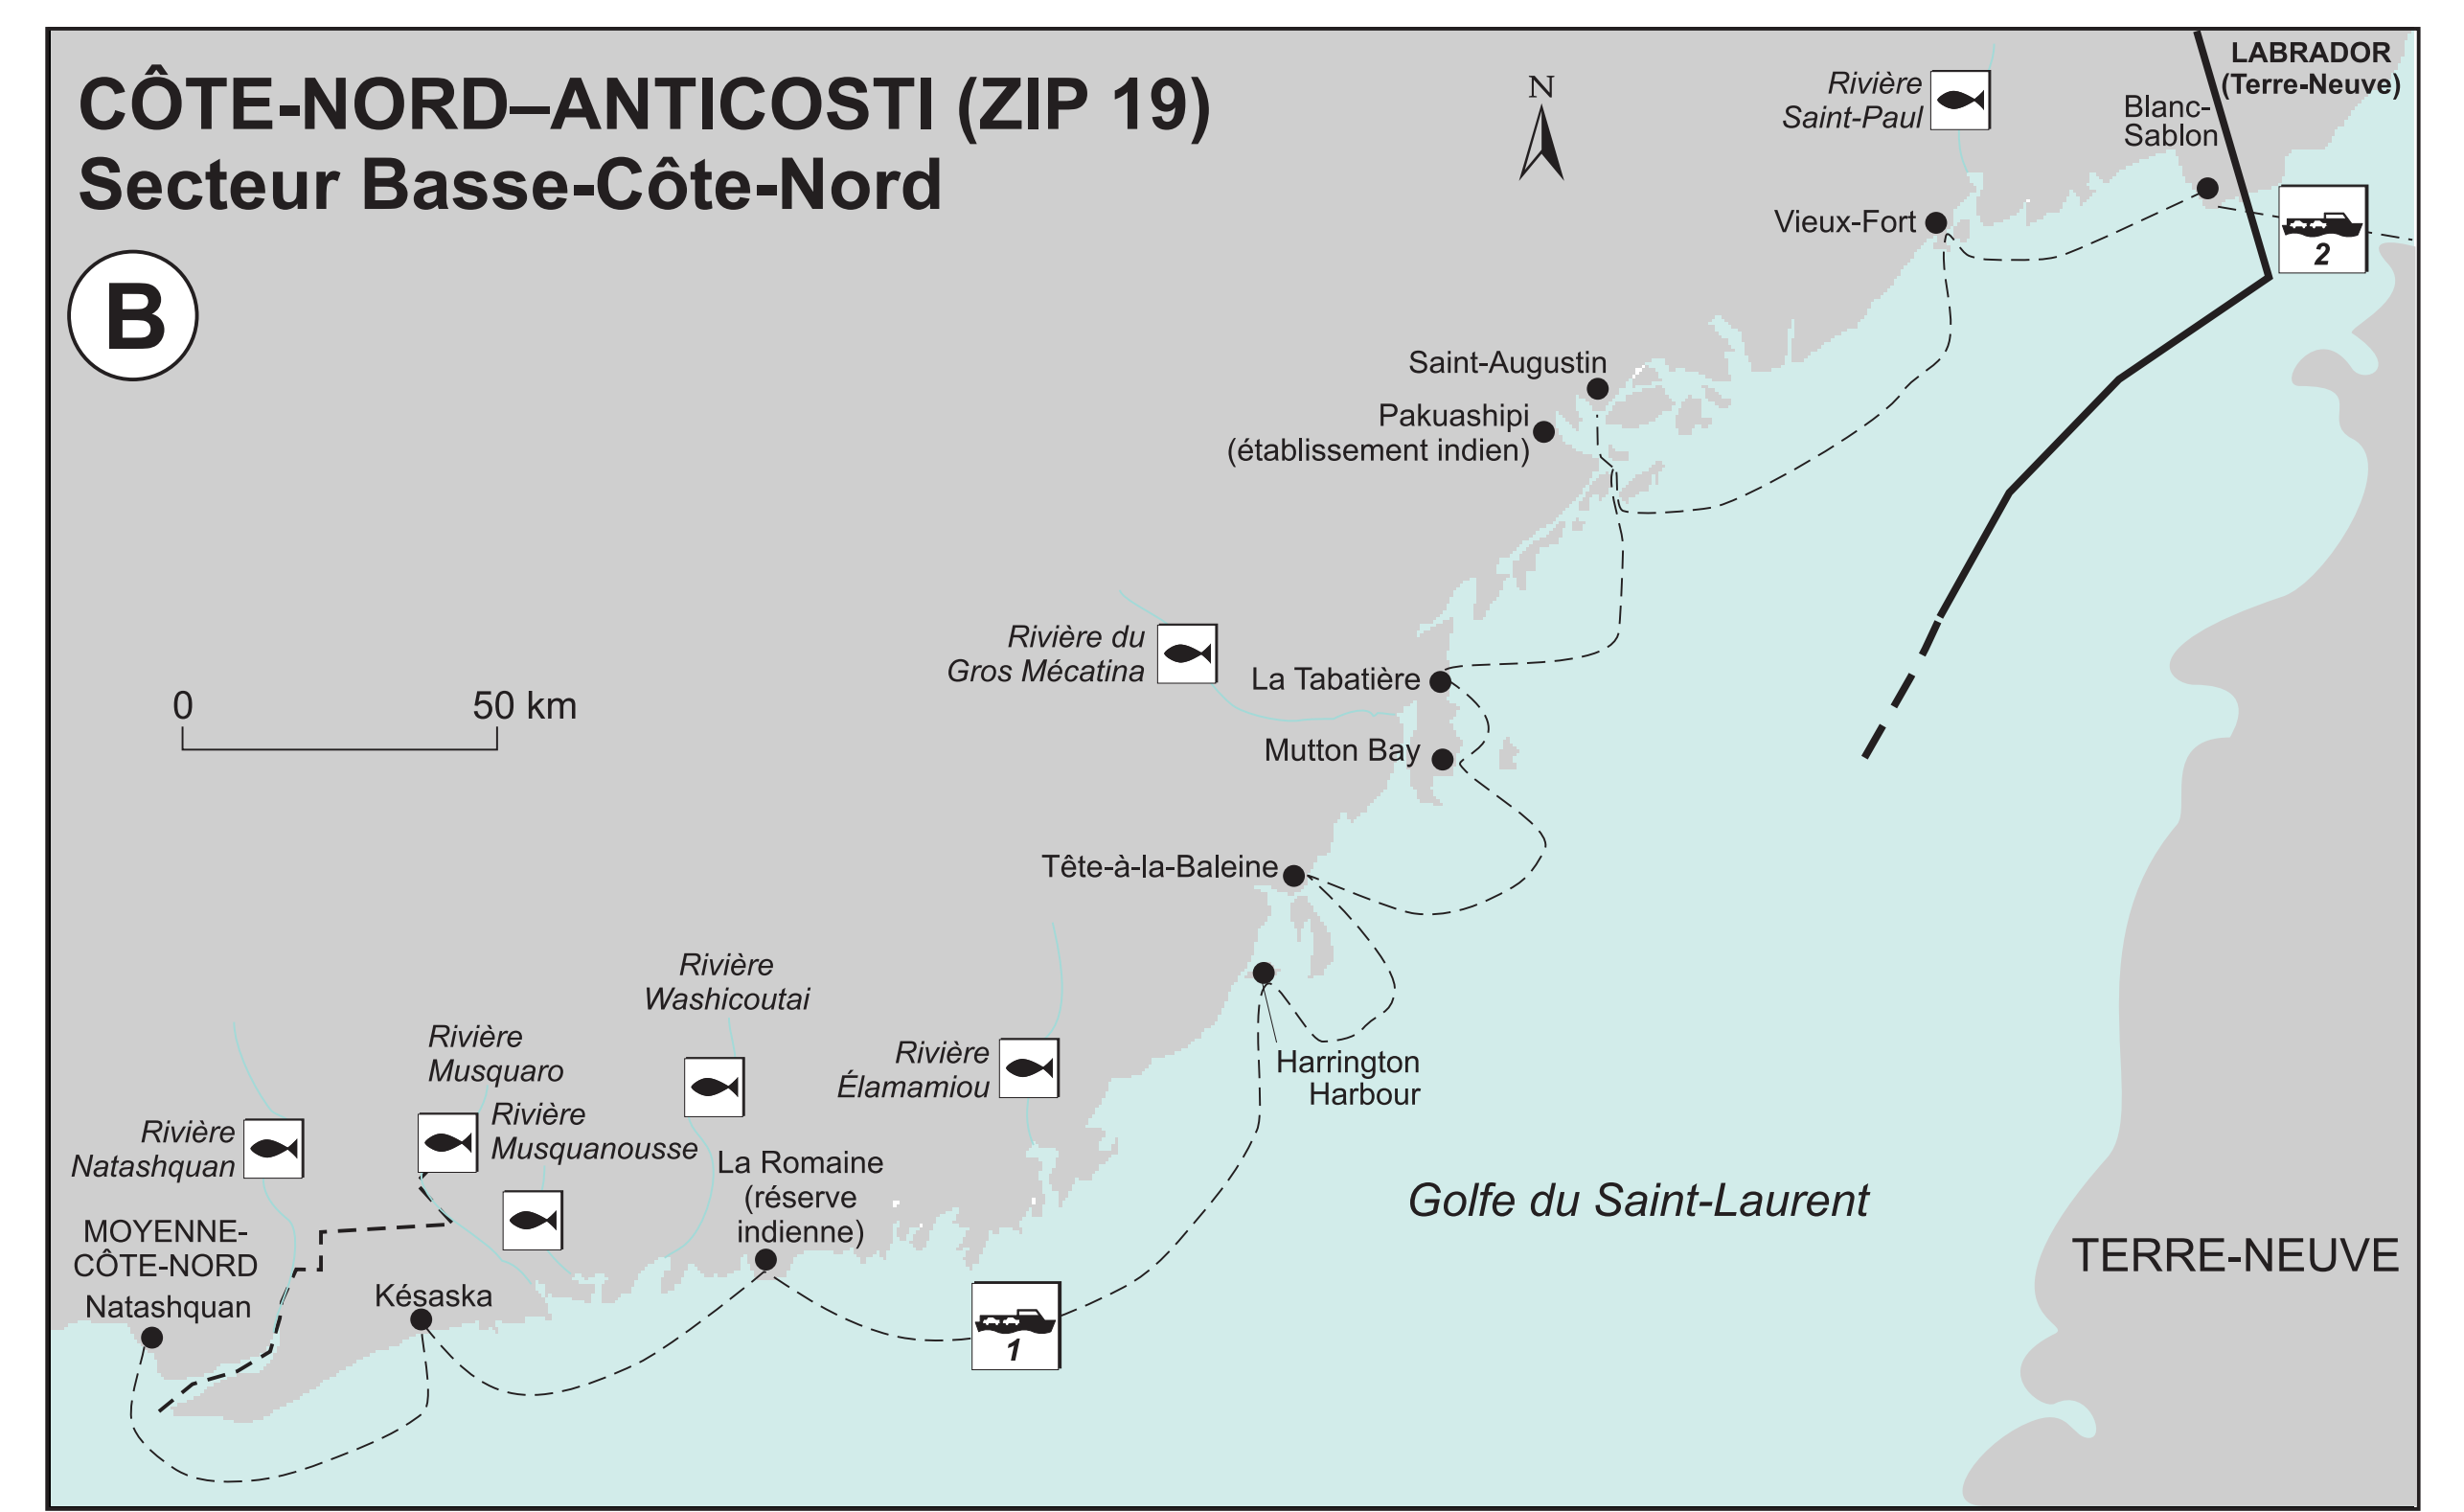 CÔTE-NORD–ANTICOSTI (ZIP 19)
Secteur Basse-Côte-Nord
B
N
LABRADOR
(Terre-Neuve)
Rivière
Saint-Paul
Blanc-
Sablon
Vieux-Fort
2
Saint-Augustin
Pakuashipi
(établissement indien)
Rivière du
Gros Mécatina
La Tabatière
0
50 km
Mutton Bay
Tête-à-la-Baleine
Rivière
Washicoutai
Rivière
Musquaro
Rivière
Élamamiou
Harrington
Harbour
Rivière
Musquanousse
Rivière
Natashquan
La Romaine
(réserve
indienne)
Golfe du Saint-Laurent
MOYENNE-
CÔTE-NORD
TERRE-NEUVE
Natashquan
Késaska
1